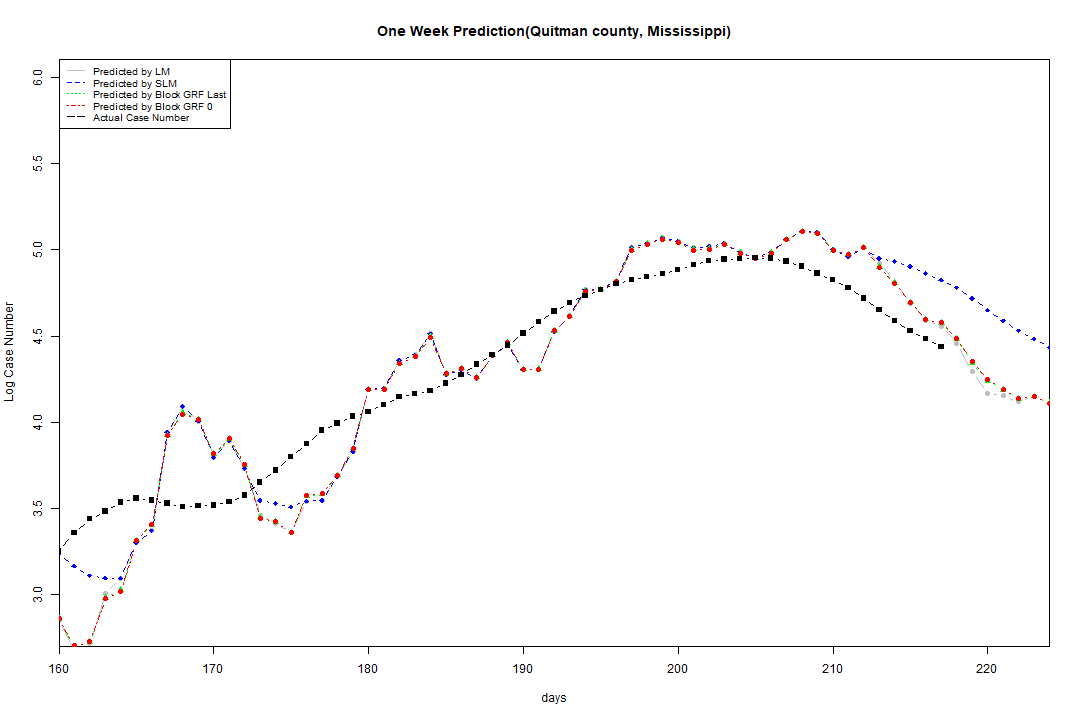 One Week Prediction(Quitman county, Mississippi)
Predicted by LM
Predicted by SLM
Predicted by Block GRF Last
Predicted by Block GRF 0
Actual Case Number
6.0
5.5
5.0
4.5
4.0
3.5
3.0
Log Case Number
160 170 180 190 200 210 220
days